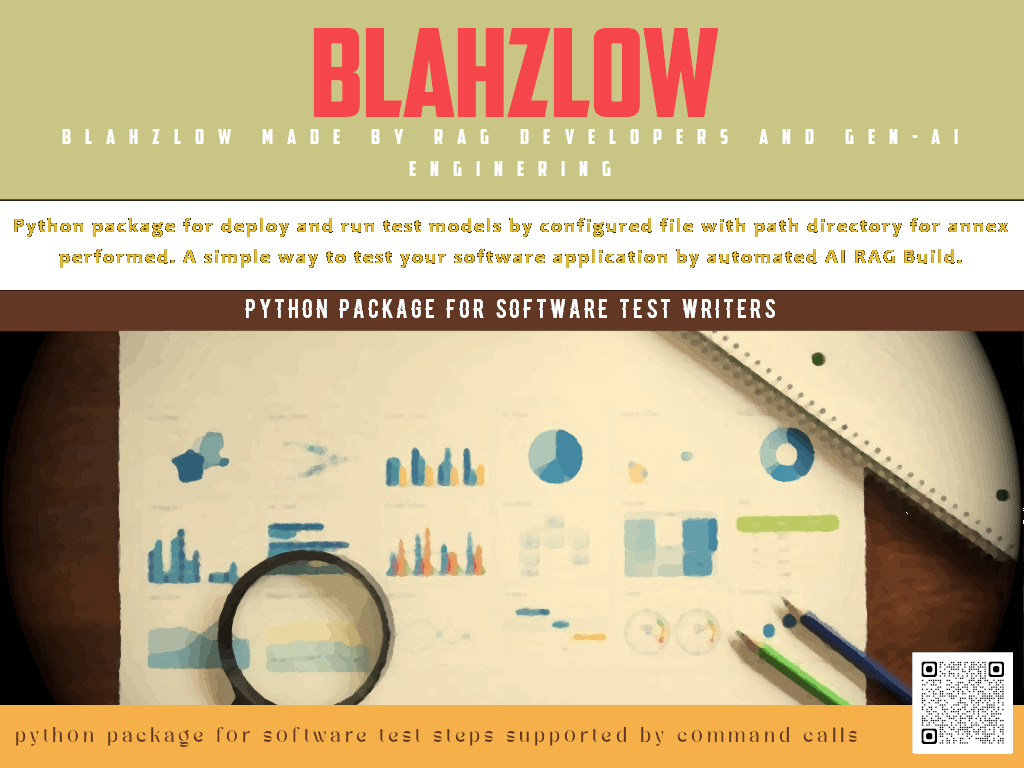 BLAHZLOW
BLAHZLOW MADE BY RAG DEVELOPERS AND GEN-AI
ENGINERING
Python package for deploy and run test models by configured file with path directory for annex
performed. A simple way to test your software application by automated AI RAG Build.
PYTHON PACKAGE FOR SOFTWARE TEST WRITERS
python package for software test steps supported by command calls